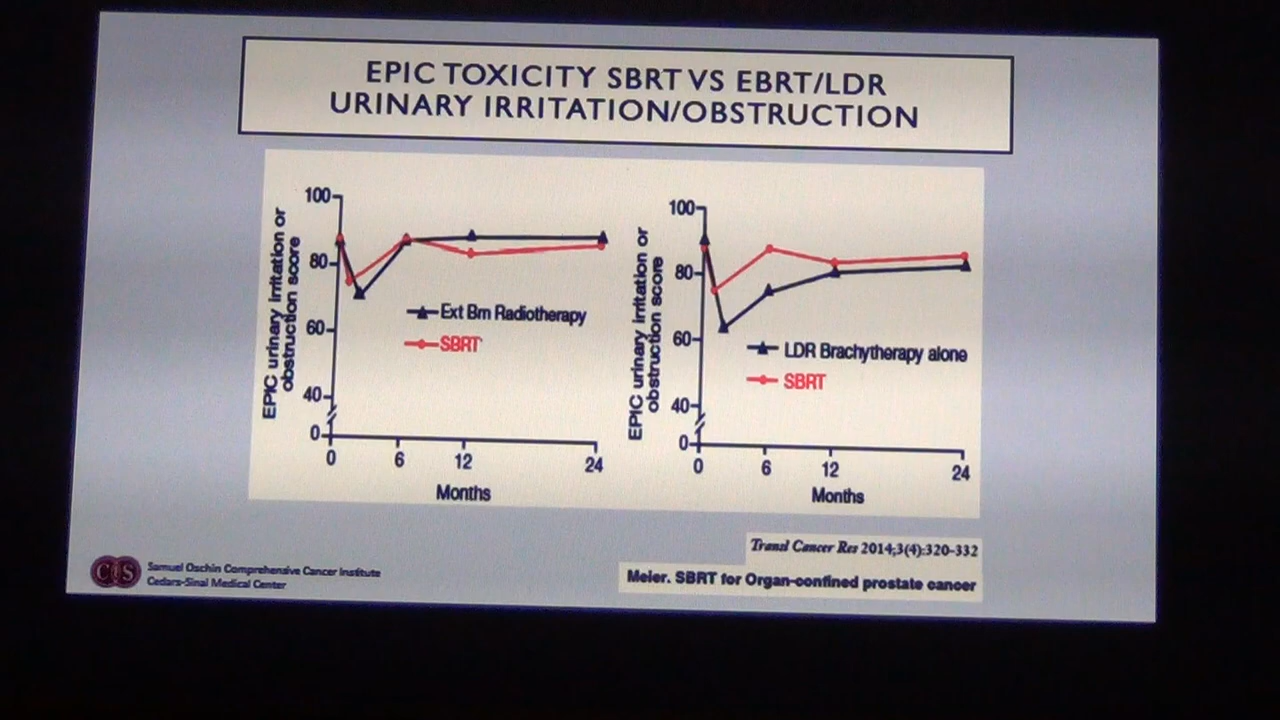 EPIC TOXICITY SBRT VS EBRT/LDR
URINARY IRRITATION/OBSTRUCTION
EPIC urinary irritation or
obstruction score
100
80
60
40
0
0 6 12 24
Months
Ext Bm Radiotherapy
SBRT
EPIC urinary irritation or
obstruction score
100
80
60
40
0
0 6 12 24
Months
LDR Brachytherapy alone
SBRT
Transl Cancer Res 2014;3(4):320-332
Meier. SBRT for Organ-confined prostate cancer
Samuel Oschin Comprehensive Cancer Institute
Cedars-Sinai Medical Center